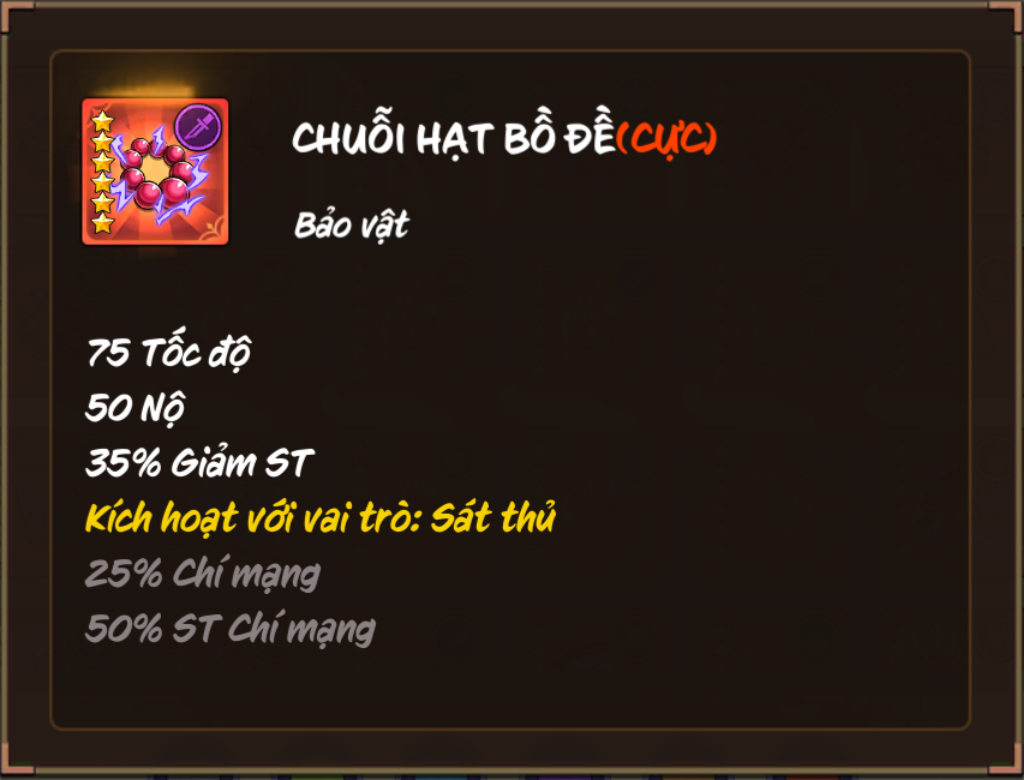 CHUỖI HẠT BỒ ĐỀ(CỰC)
Bảo vật
75 Tốc độ
50 Nộ
35% Giảm ST
Kích hoạt với vai trò: Sát thủ
25% Chí mạng
50% ST Chí mạng